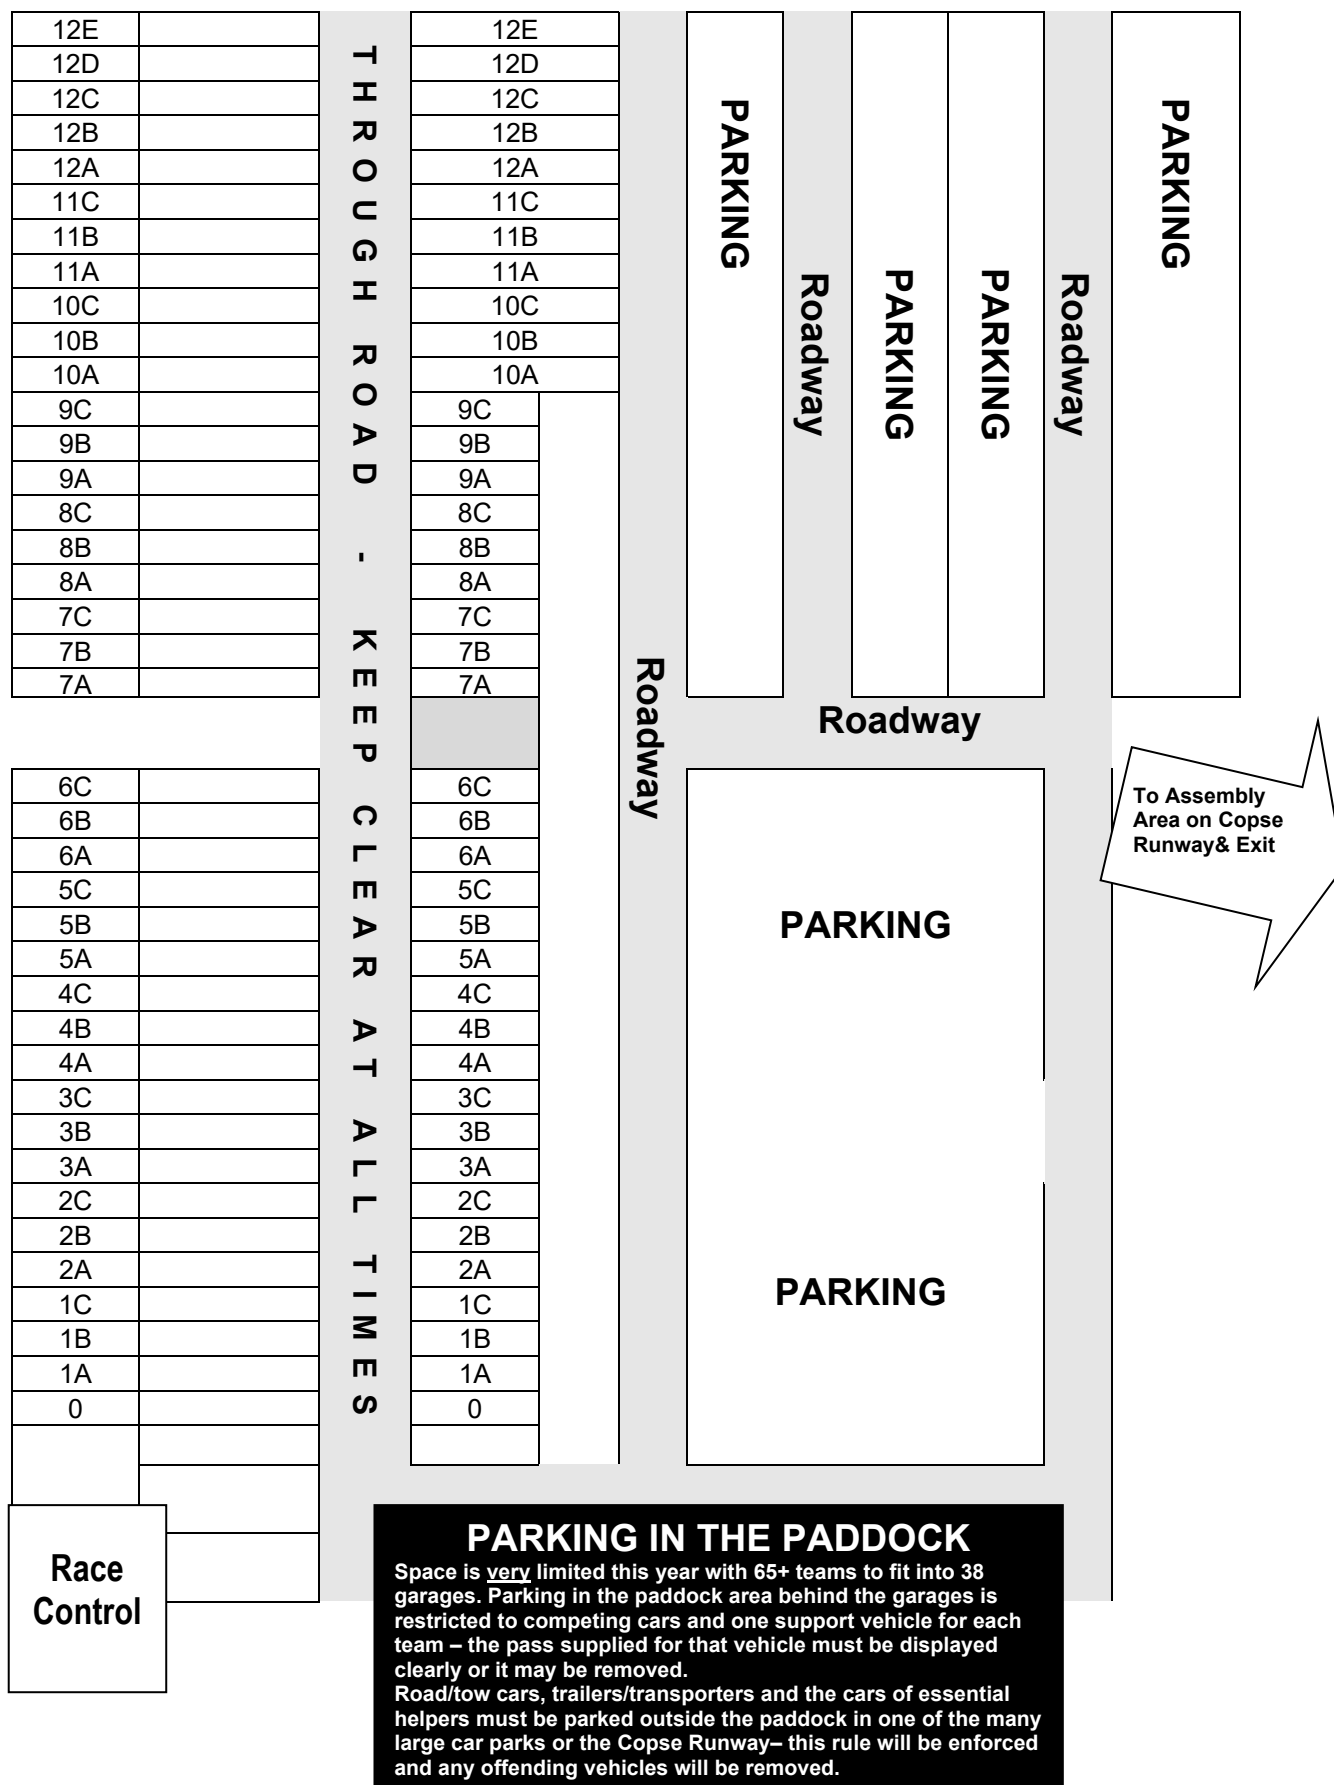 12E
12D
12C
12B
12A
11C
11B
11A
10C
10B
10A
9C
9B
9A
8C
8B
8A
7C
7B
7A
6C
6B
6A
5C
5B
5A
4C
4B
4A
3C
3B
3A
2C
2B
2A
1C
1B
1A
0
Race
Control
THROUGH ROAD - KEEP CLEAR AT ALL TIMES
12E
12D
12C
12B
12A
11C
11B
11A
10C
10B
10A
9C
9B
9A
8C
8B
8A
7C
7B
7A
6C
6B
6A
5C
5B
5A
4C
4B
4A
3C
3B
3A
2C
2B
2A
1C
1B
1A
0
Roadway
PARKING
Roadway
PARKING
PARKING
Roadway
PARKING
Roadway
To Assembly
Area on Copse
Runway& Exit
PARKING
PARKING
PARKING IN THE PADDOCK
Space is very limited this year with 65+ teams to fit into 38
garages. Parking in the paddock area behind the garages is
restricted to competing cars and one support vehicle for each
team – the pass supplied for that vehicle must be displayed
clearly or it may be removed.
Road/tow cars, trailers/transporters and the cars of essential
helpers must be parked outside the paddock in one of the many
large car parks or the Copse Runway– this rule will be enforced
and any offending vehicles will be removed.